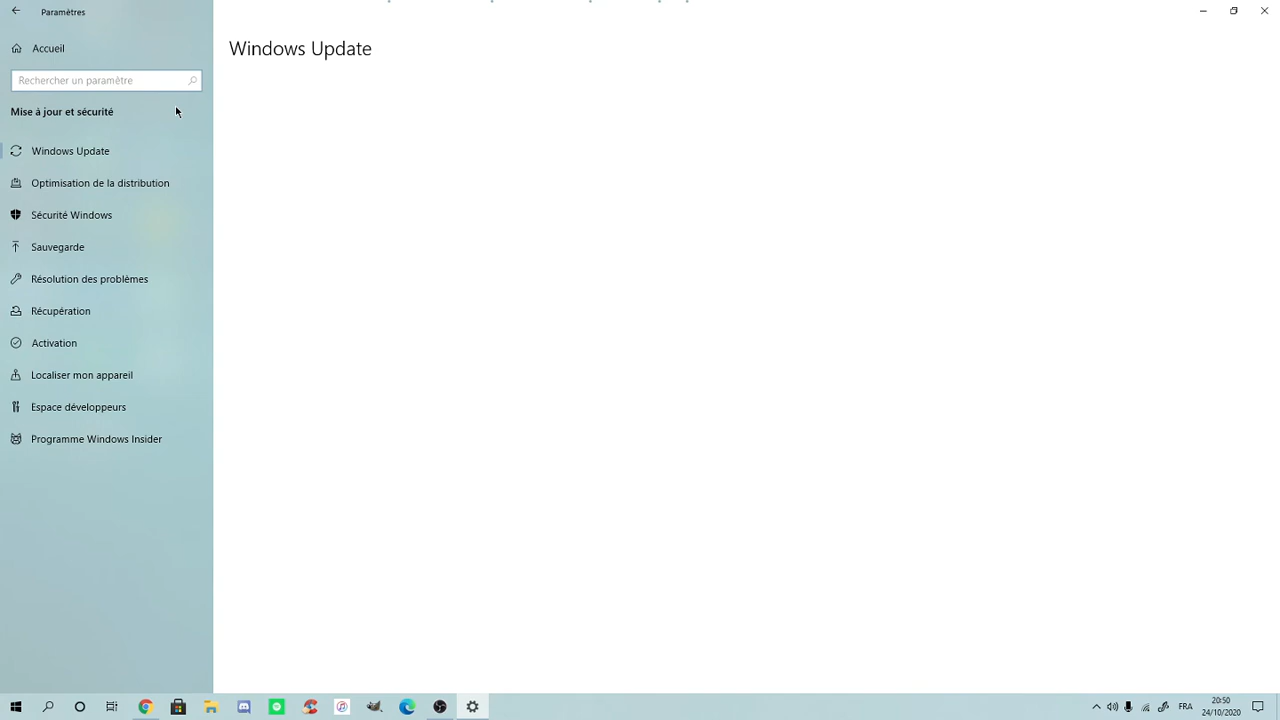 Paramètres
Accueil
Rechercher un paramètre
Mise à jour et sécurité
Windows Update
Optimisation de la distribution
Sécurité Windows
Sauvegarde
Résolution des problèmes
Récupération
Activation
Localiser mon appareil
Espace développeurs
Programme Windows Insider
Windows Update
FRA
20:50
24/10/2020